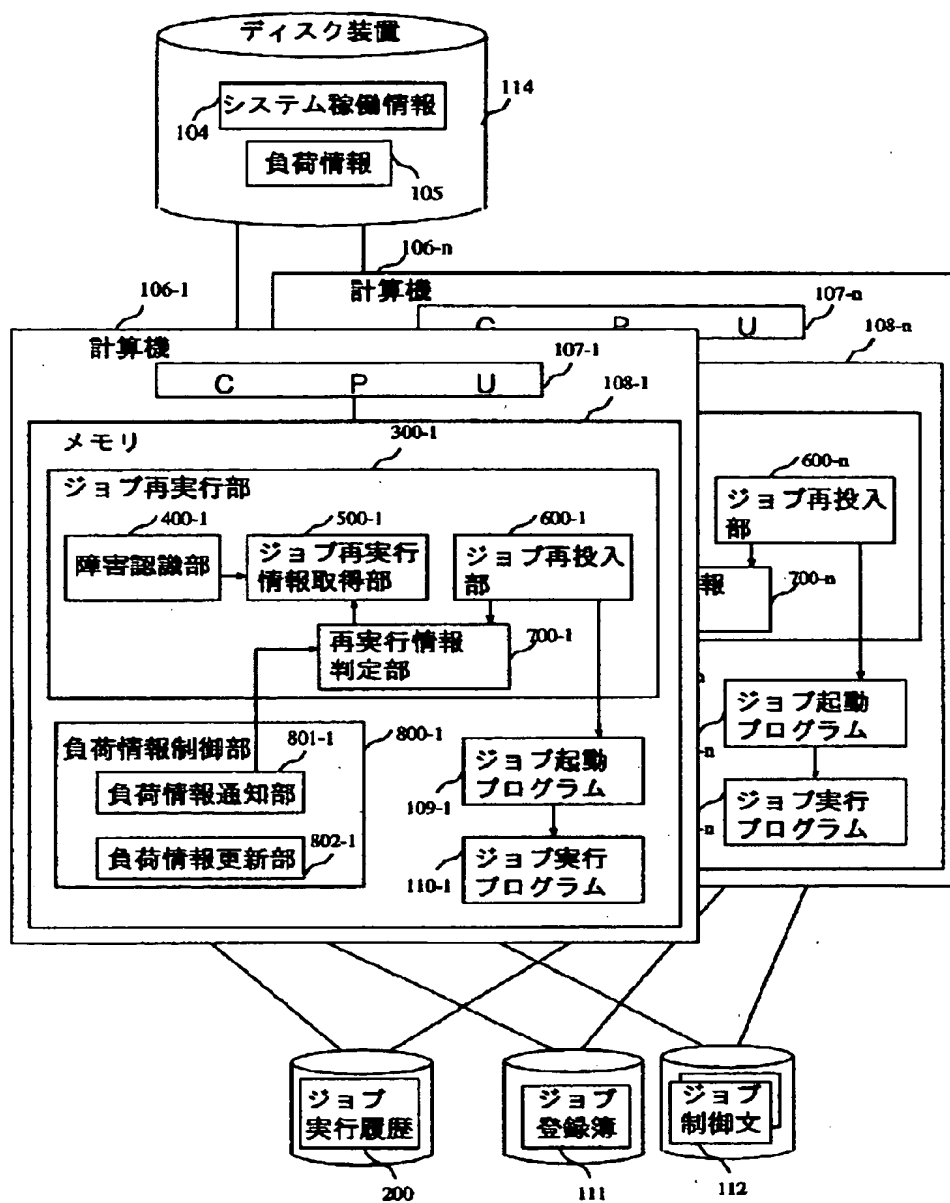 ディスク装置
システム稼働情報
104
114
負荷情報
105
106-n
計算機
107-n
C P U
108-n
106-1
計算機
107-1
C P U
108-1
メモリ
300-1
ジョブ再実行部
400-1
障害認識部
500-1
ジョブ再実行
情報取得部
600-1
ジョブ再投入
部
700-1
再実行情報
判定部
600-n
ジョブ再投入
部
報
700-n
負荷情報制御部
800-1
801-1
負荷情報通知部
802-1
負荷情報更新部
ジョブ起動
プログラム
109-1
ジョブ実行
プログラム
110-1
n
ジョブ起動
プログラム
n
ジョブ実行
プログラム
n
ジョブ
実行履歴
200
ジョブ
登録簿
111
ジョブ
制御文
112